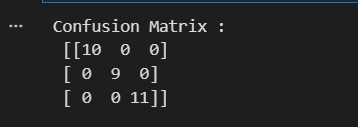 ... Confusion Matrix :
[[10  0  0]
[ 0  9  0]
[ 0  0 11]]